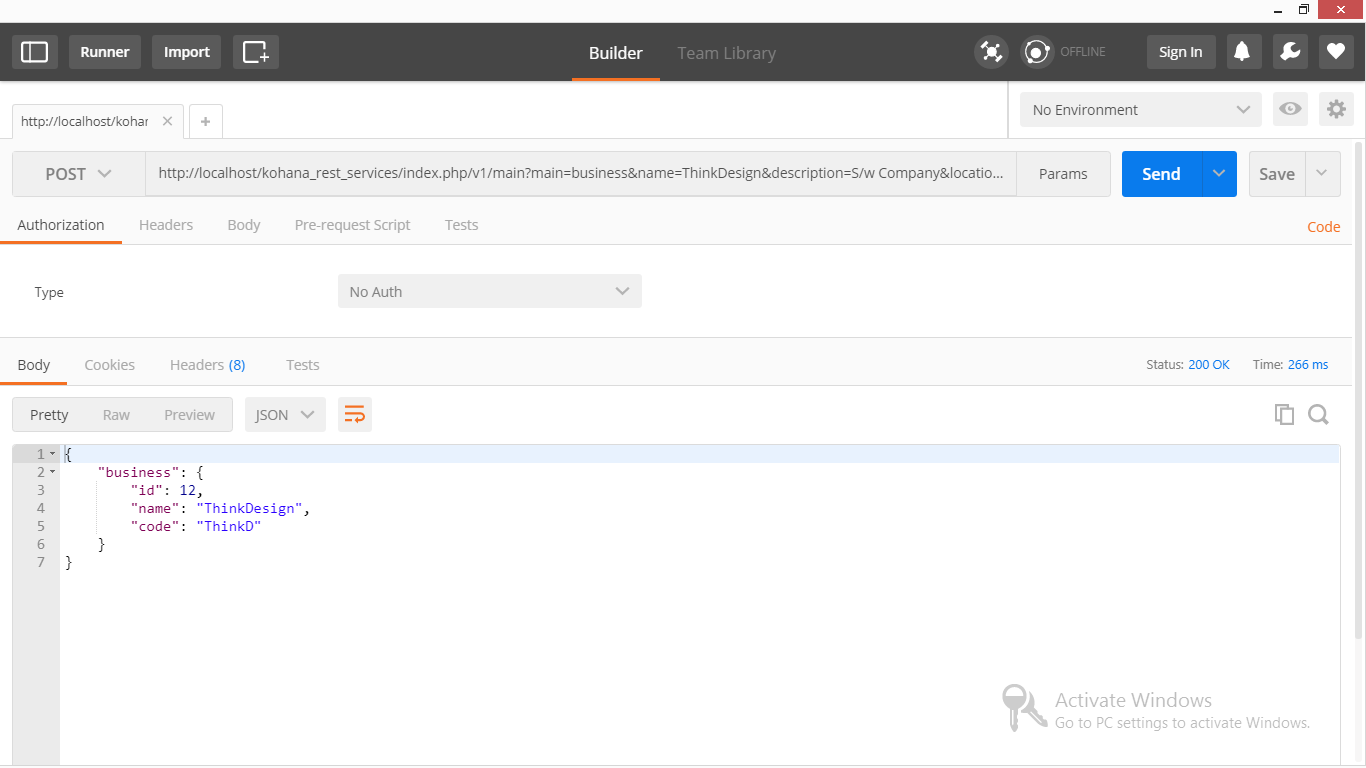 Runner Import Builder Team Library OFFLINE Sign In
http://localhost/kohar
No Environment
POST http://localhost/kohana_rest_services/index.php/v1/main?main=business&name=ThinkDesign&description=S/w Company&locatio... Params Send Save
Authorization Headers Body Pre-request Script Tests Code
Type No Auth
Body Cookies Headers (8) Tests Status: 200 OK Time: 266 ms
Pretty Raw Preview JSON
1 {
2 "business": {
3 "id": 12,
4 "name": "ThinkDesign",
5 "code": "ThinkD"
6 }
7 }
Activate Windows
Go to PC settings to activate Windows.